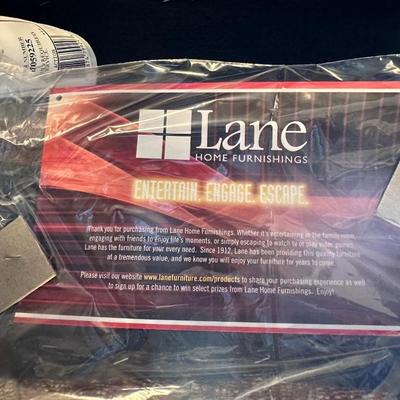 NUMBER
Lane
HOME FURNISHINGS
ENTERTAIN. ENGAGE. ESCAPE.
Thank you for purchasing from Lane Home Furnishings. Whether it's entertaining in the family room,
engaging with friends to enjoy life's moments, or simply escaping to watch tv or play video games,
Lane has the furniture for your every need. Since 1912, Lane has been providing this quality furniture
at a tremendous value, and we know you will enjoy your furniture for years to come.
Please visit our website www.lanefurniture.com/products to share your purchasing experience as well
as to sign up for a chance to win select prizes from Lane Home Furnishings. Enjoy!